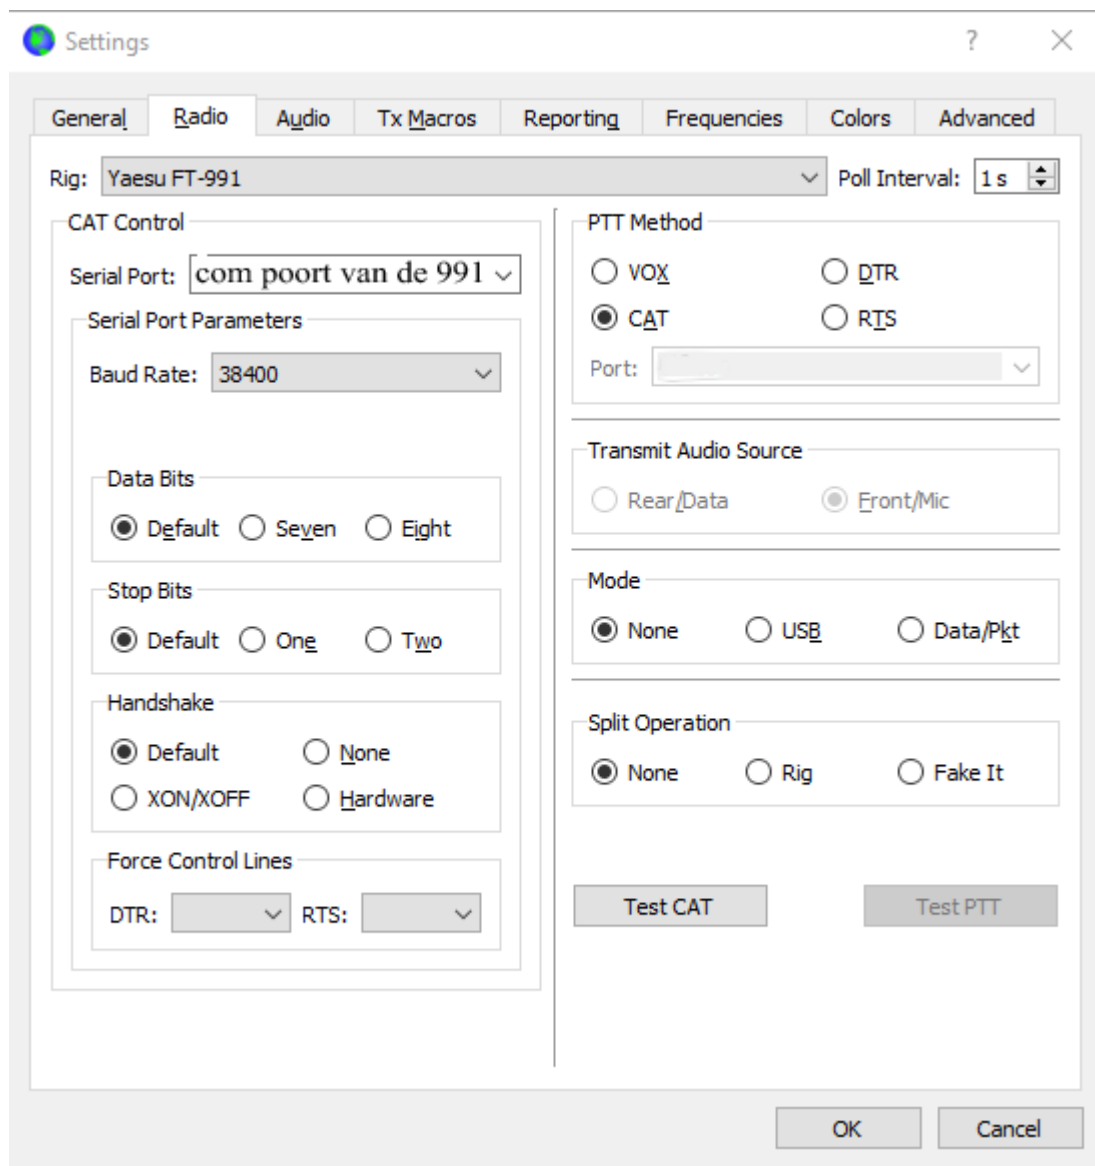 Settings
General Radio Audio Tx Macros Reporting Frequencies Colors Advanced
Rig: Yaesu FT-991 Poll Interval: 1 s
CAT Control
Serial Port: com poort van de 991
Serial Port Parameters
Baud Rate: 38400
Data Bits
Default Seven Eight
Stop Bits
Default One Two
Handshake
Default None
XON/XOFF Hardware
Force Control Lines
DTR: RTS:
PTT Method
VOX DTR
CAT RTS
Port:
Transmit Audio Source
Rear/Data Front/Mic
Mode
None USB Data/Pkt
Split Operation
None Rig Fake It
Test CAT Test PTT
OK Cancel